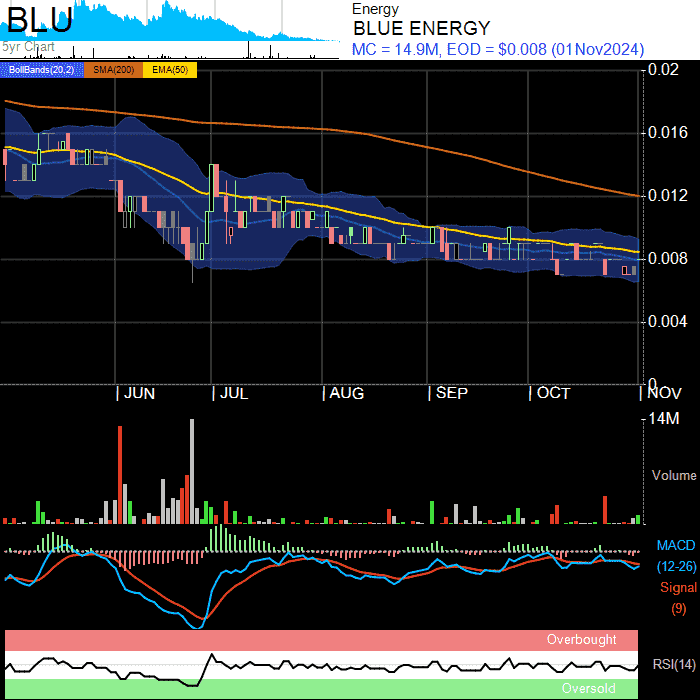 BLU
5yr Chart
Energy
BLUE ENERGY
MC = 14.9M, EOD = $0.008 (01Nov2024)
BollBands(20,2) SMA(200) EMA(50)
0.02
0.016
0.012
0.008
0.004
0
JUN JUL AUG SEP OCT NOV
14M
Volume
MACD
(12-26)
Signal
(9)
Overbought
RSI(14)
Oversold